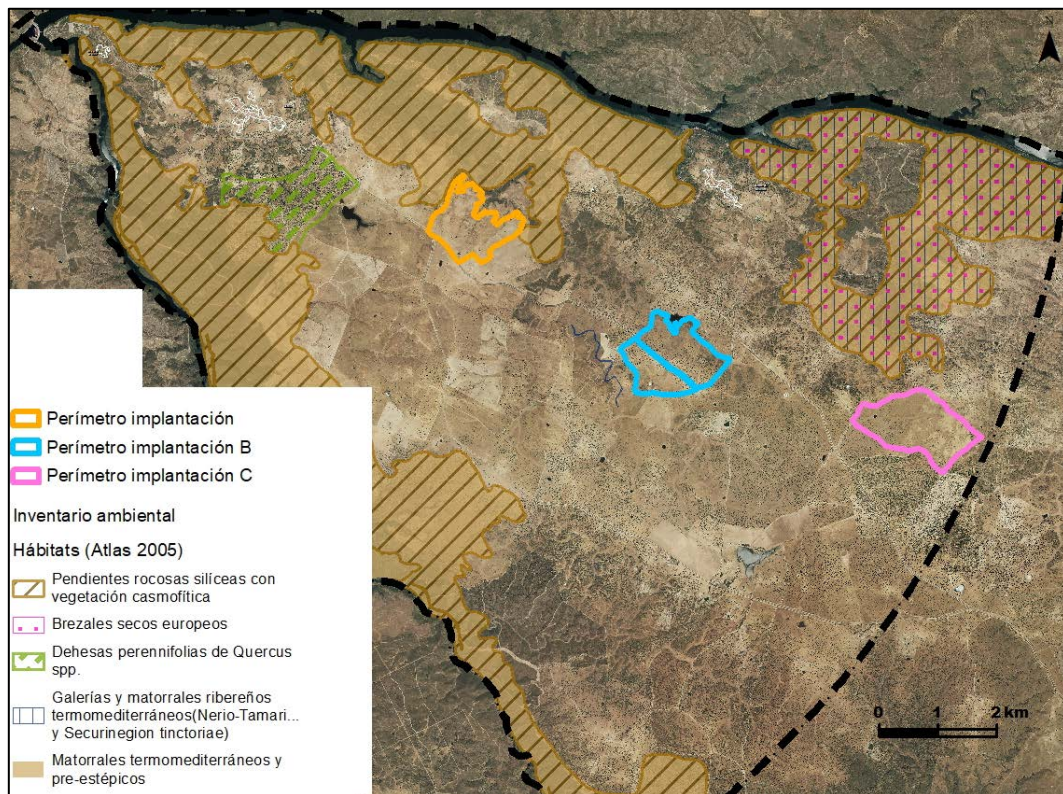 Perímetro implantación
Perímetro implantación B
Perímetro implantación C
Inventario ambiental
Hábitats (Atlas 2005)
Pendientes rocosas silíceas con
vegetación casmofítica
Brezales secos europeos
Dehesas perennifolias de Quercus
spp.
Galerías y matorrales ribereños
termomediterráneos(Nerio-Tamari...
y Securinegion tinctoriae)
Matorrales termomediterráneos y
pre-estépicos
0 1 2 km